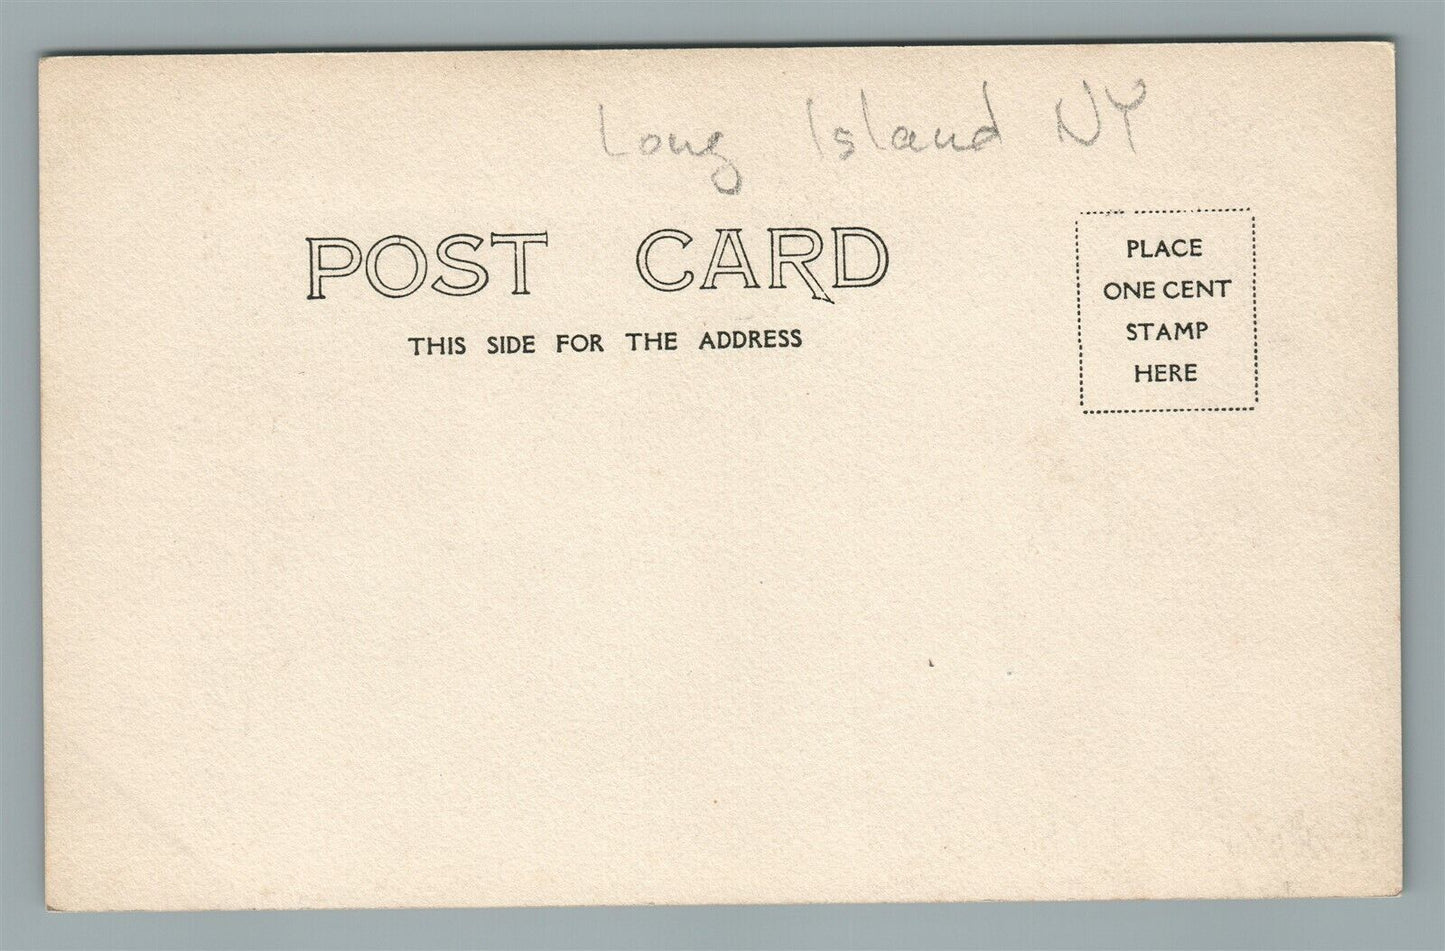 Long Island NY
POST CARD
THIS SIDE FOR THE ADDRESS
PLACE
ONE CENT
STAMP
HERE